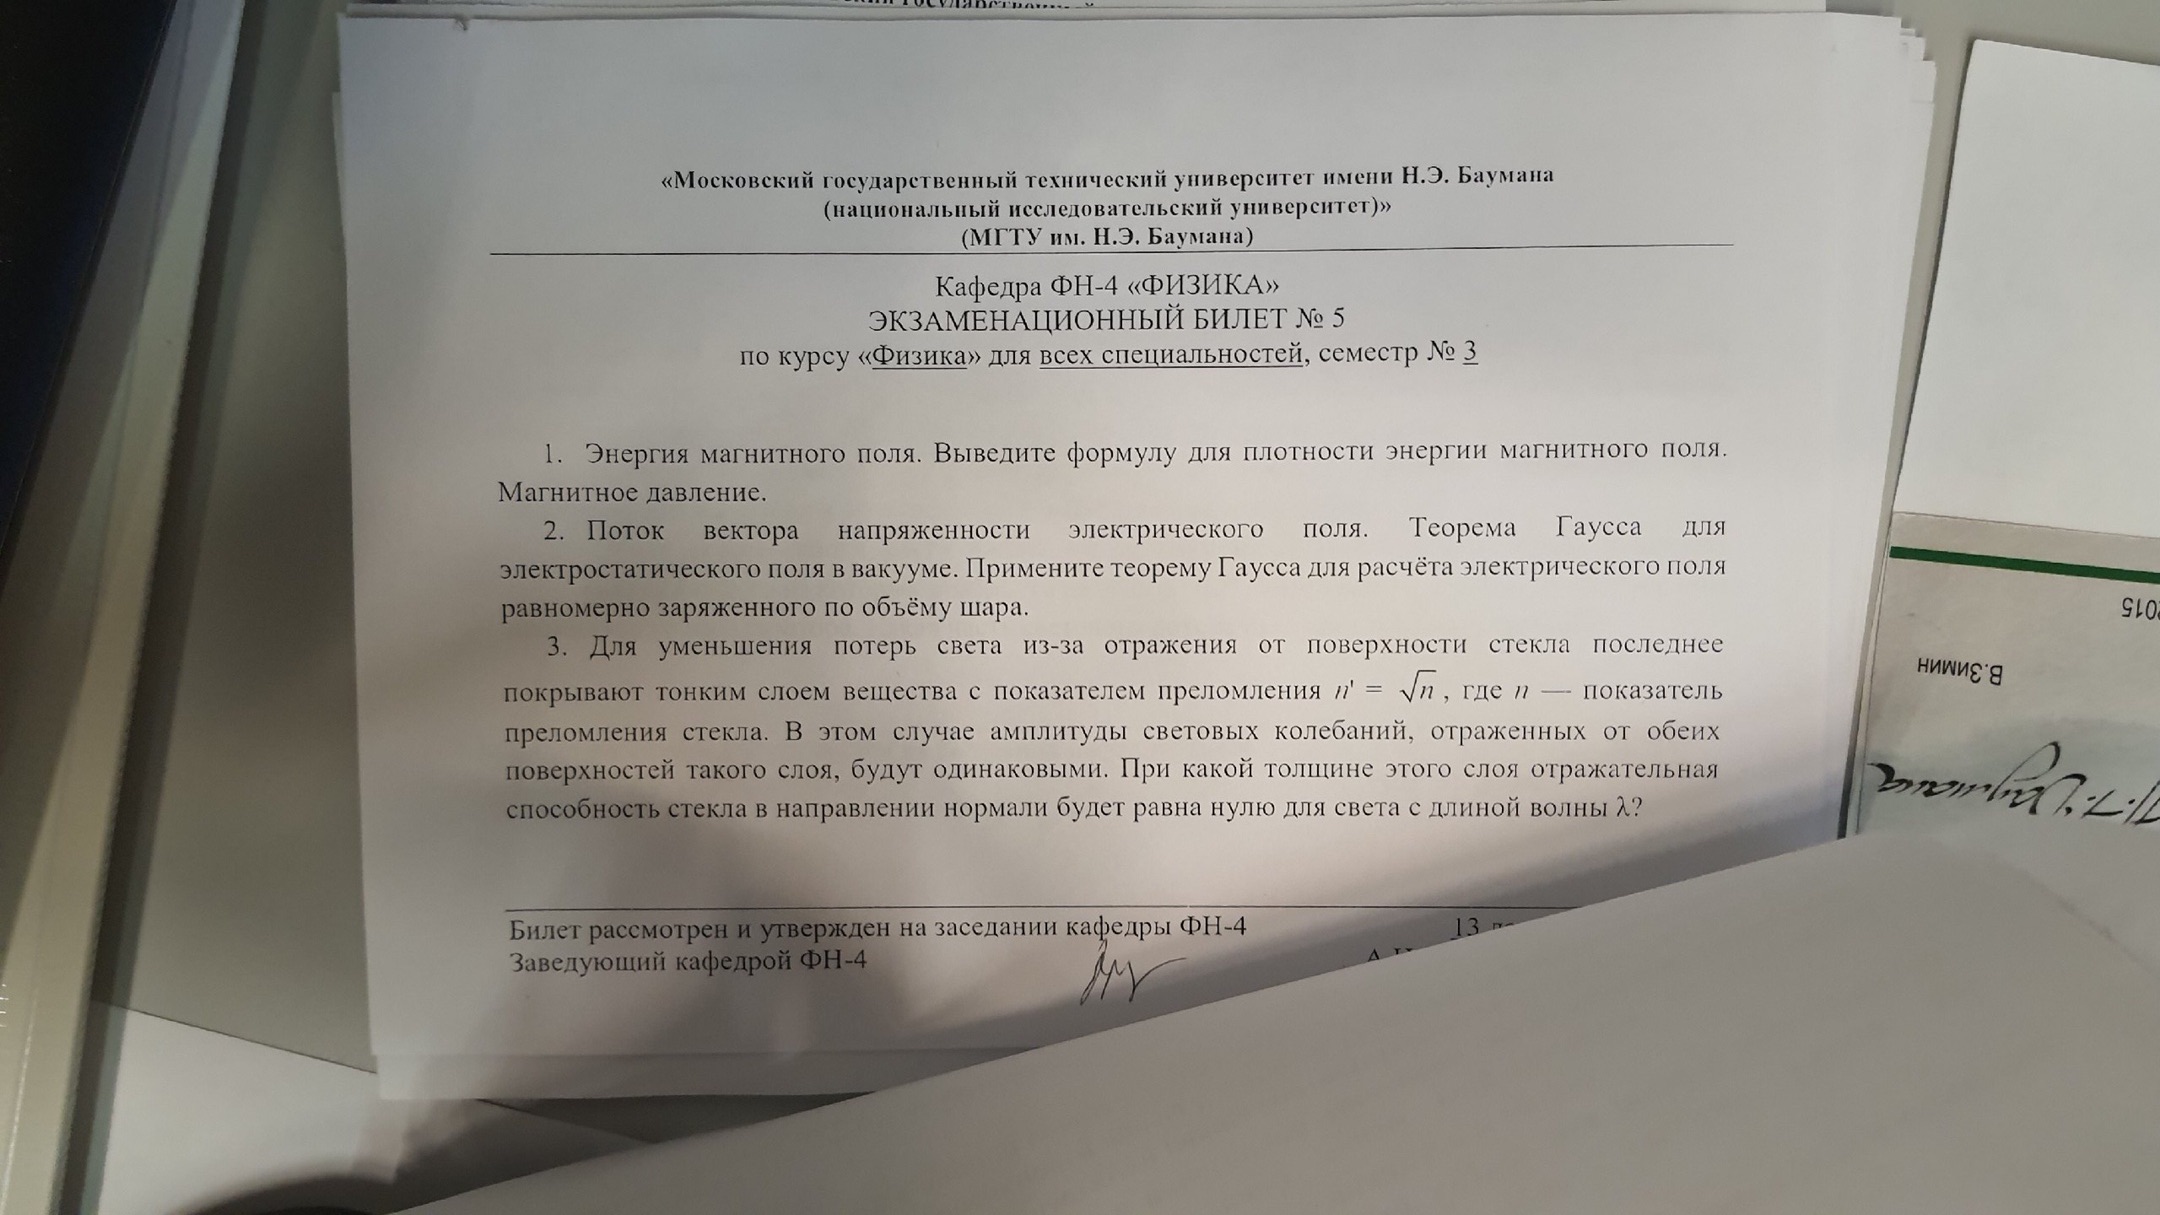 «Московский государственный технический университет имени Н.Э. Баумана
(национальный исследовательский университет)»
(МГТУ им. Н.Э. Баумана)
Кафедра ФН-4 «ФИЗИКА»
ЭКЗАМЕНАЦИОННЫЙ БИЛЕТ № 5
по курсу «Физика» для всех специальностей, семестр № 3
1. Энергия магнитного поля. Выведите формулу для плотности энергии магнитного поля.
Магнитное давление.
2. Поток вектора напряженности электрического поля. Теорема Гаусса для
электростатического поля в вакууме. Примените теорему Гаусса для расчёта электрического поля
равномерно заряженного по объёму шара.
3. Для уменьшения потерь света из-за отражения от поверхности стекла последнее
покрывают тонким слоем вещества с показателем преломления n' = √n , где n — показатель
преломления стекла. В этом случае амплитуды световых колебаний, отраженных от обеих
поверхностей такого слоя, будут одинаковыми. При какой толщине этого слоя отражательная
способность стекла в направлении нормали будет равна нулю для света с длиной волны λ?
Билет рассмотрен и утвержден на заседании кафедры ФН-4 13
Заведующий кафедрой ФН-4
2015
В.Зимин